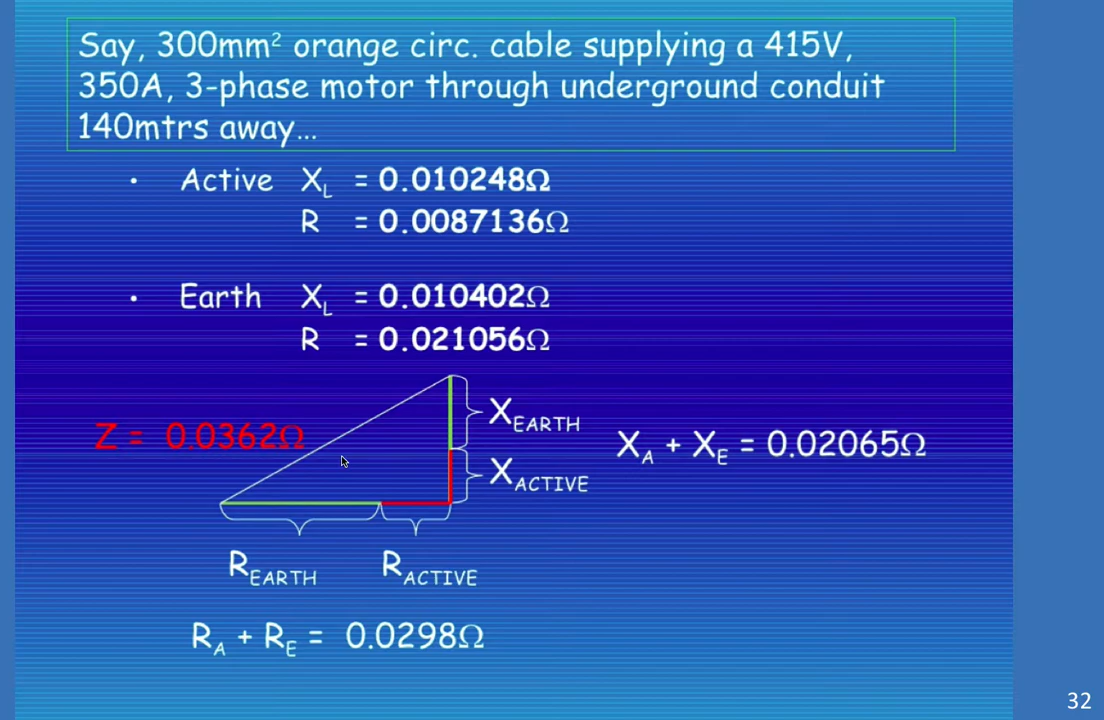 Say, 300mm² orange circ. cable supplying a 415V,
350A, 3-phase motor through underground conduit
140mtrs away...
• Active X_L = 0.010248Ω
R = 0.0087136Ω
• Earth X_L = 0.010402Ω
R = 0.021056Ω
Z = 0.0362Ω
X_EARTH
X_ACTIVE
X_A + X_E = 0.02065Ω
R_EARTH R_ACTIVE
R_A + R_E = 0.0298Ω
32